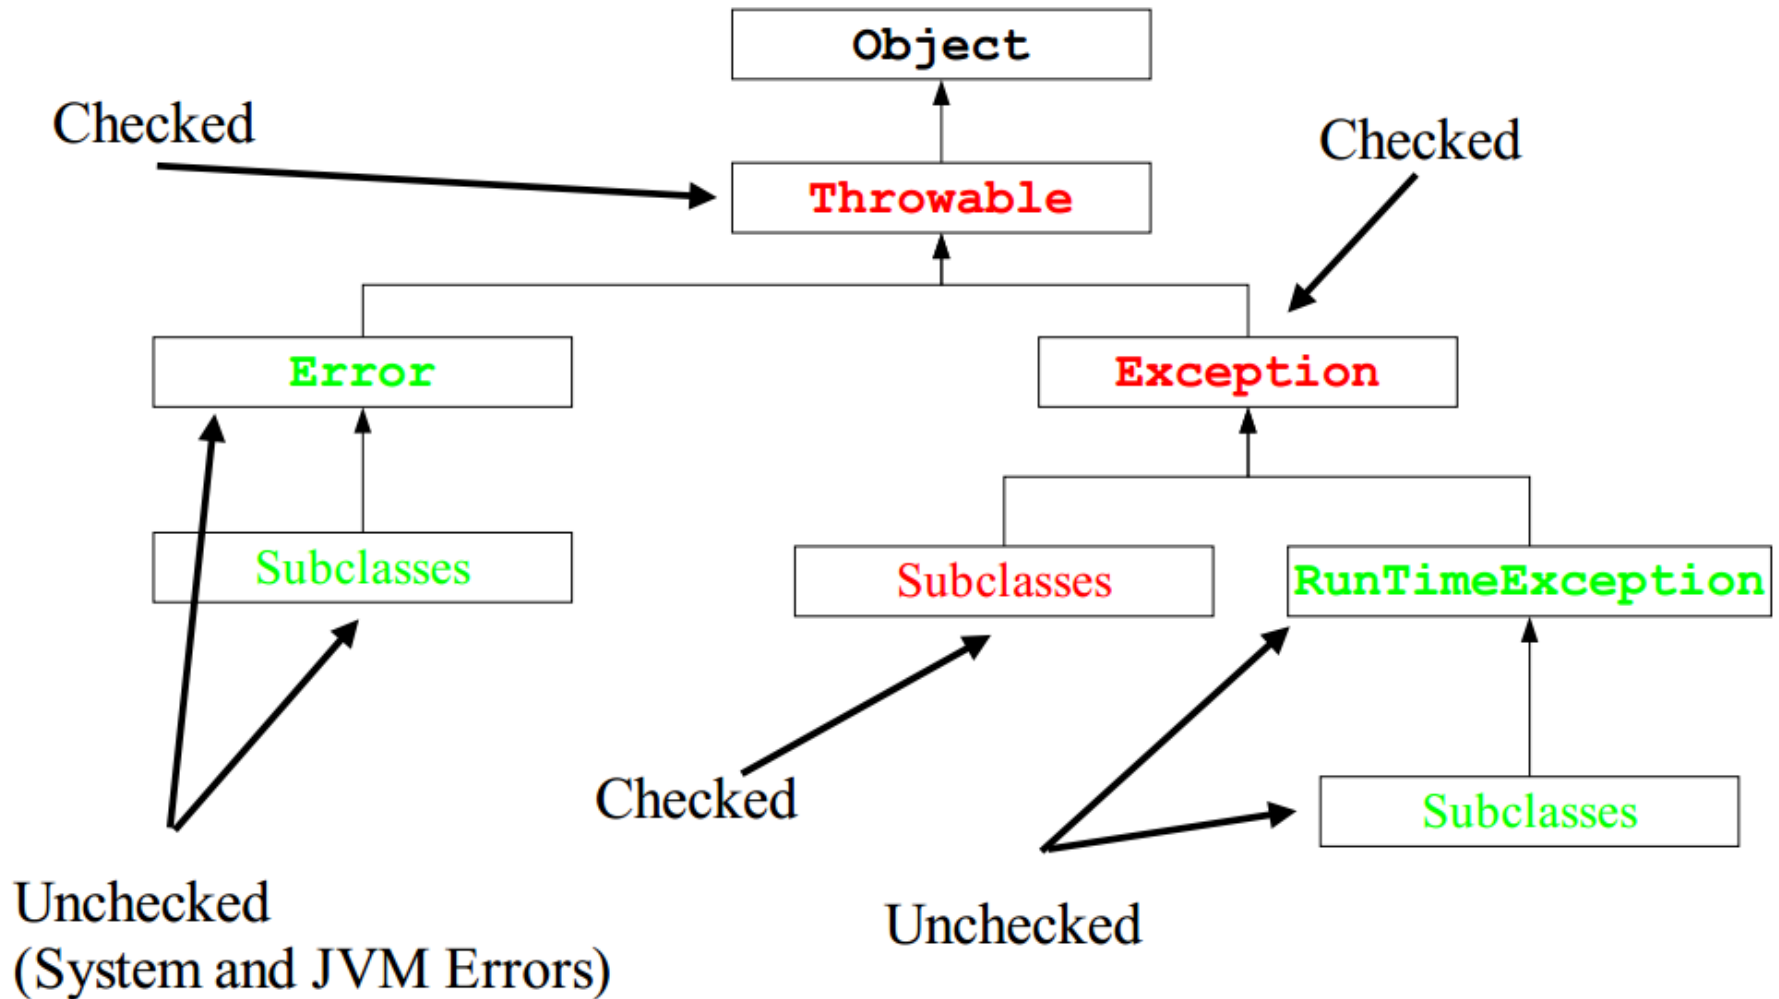 Object
Checked
Checked
Throwable
Error
Exception
Subclasses
Subclasses
RunTimeException
Checked
Subclasses
Unchecked
(System and JVM Errors)
Unchecked